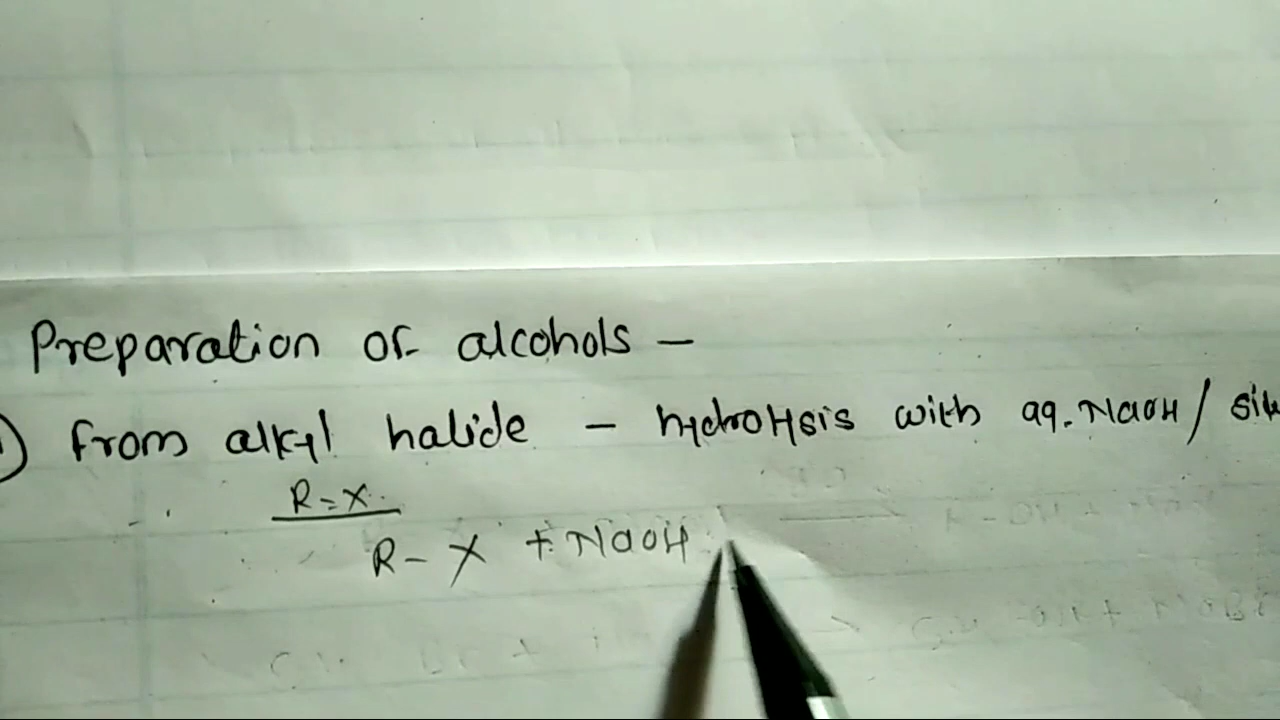 Preparation of alcohols –
) from alkyl halide – hydrolysis with aq. NaOH /
R-X
R – X + NaOH